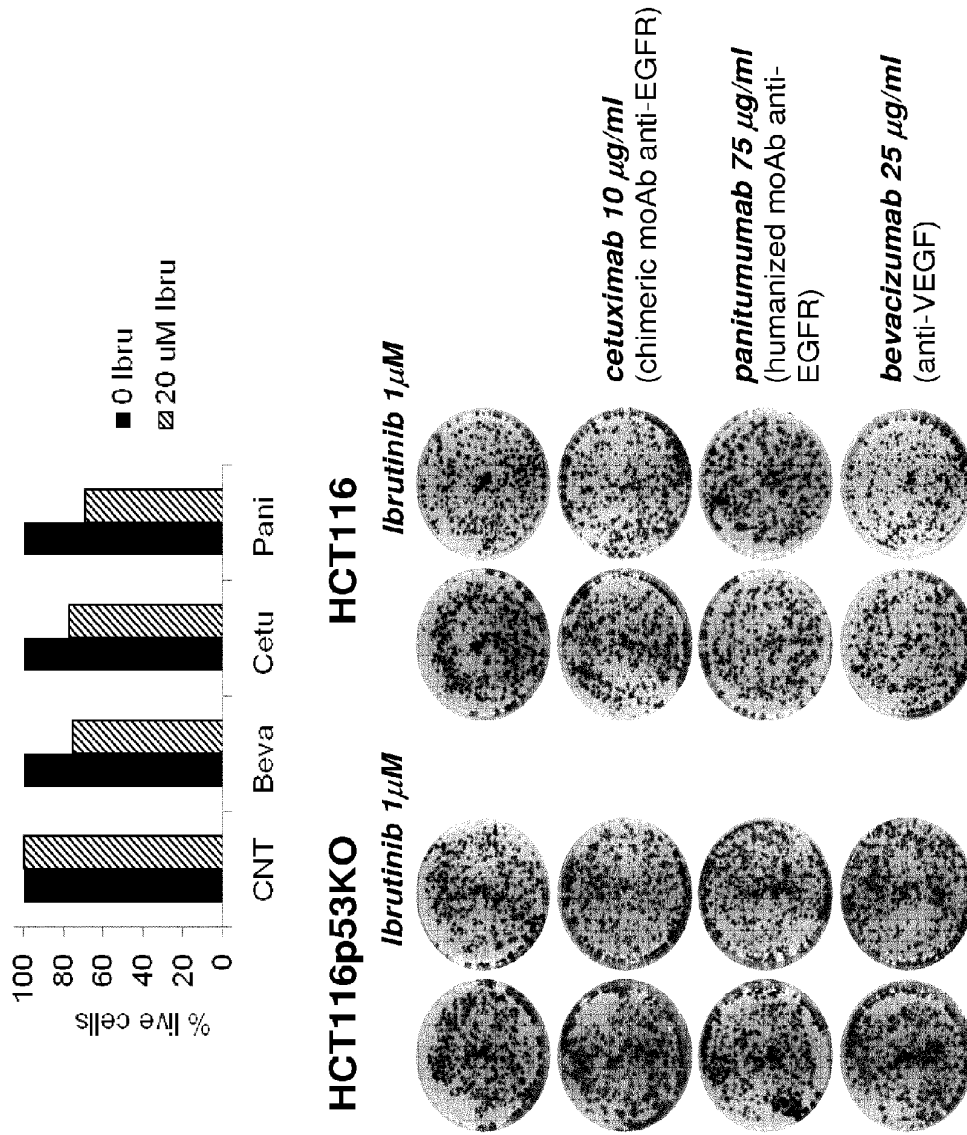 100
80
60
40
20
0
% live cells
CNT
Beva
Cetu
Pani
0 Ibru
20 uM Ibru
HCT116p53KO
HCT116
Ibrutinib 1µM
Ibrutinib 1µM
cetuximab 10 µg/ml
(chimeric moAb anti-EGFR)
panitumumab 75 µg/ml
(humanized moAb anti-
EGFR)
bevacizumab 25 µg/ml
(anti-VEGF)